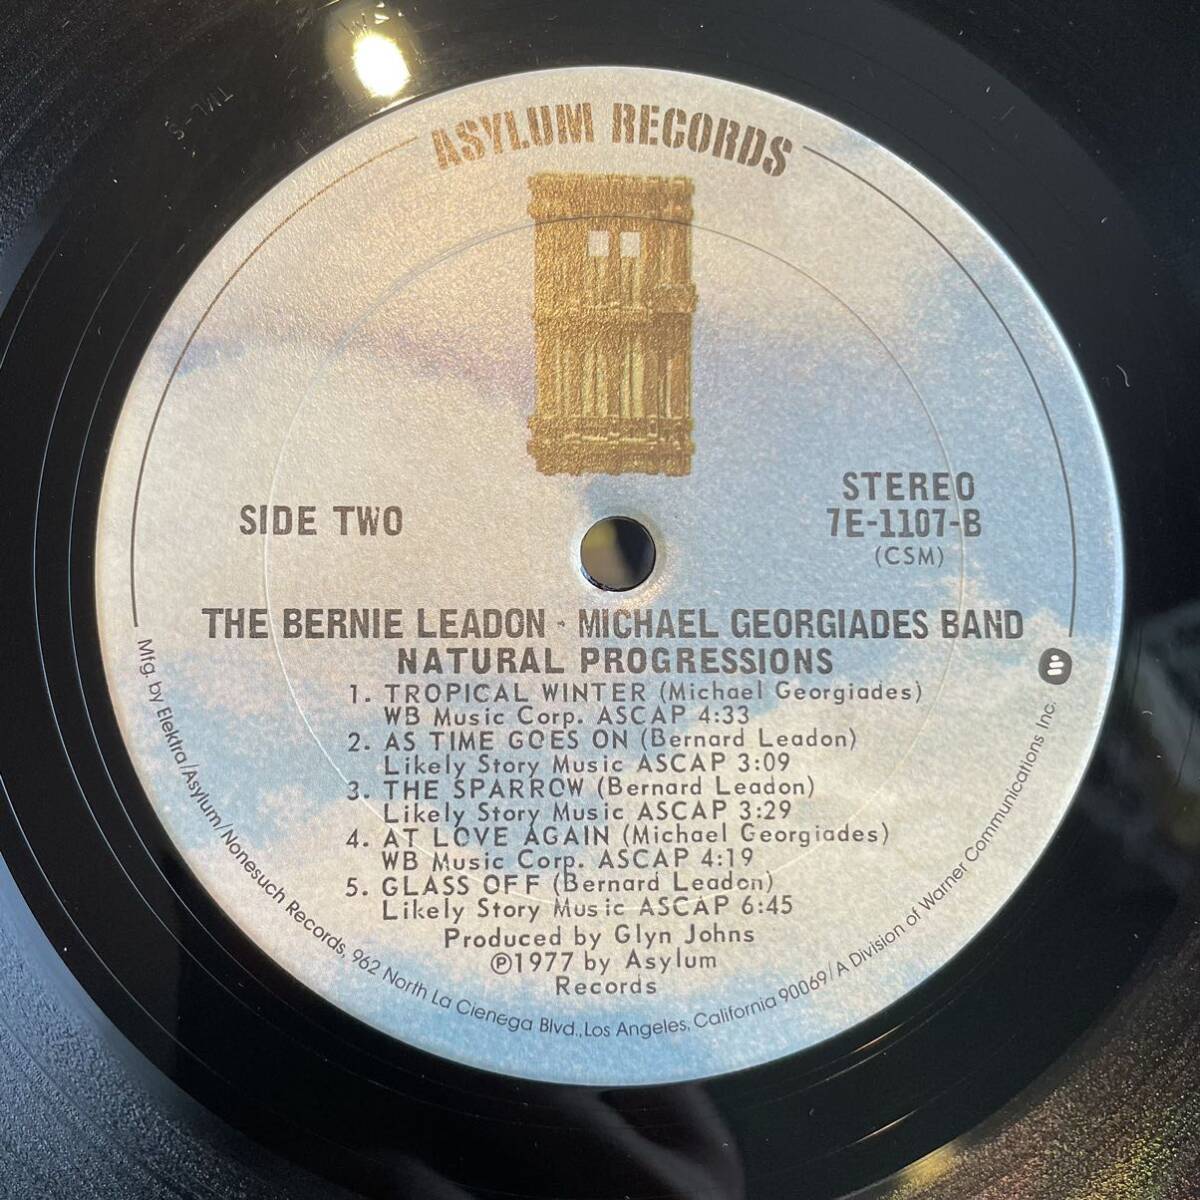 TML-S
ASYLUM RECORDS
SIDE TWO
STEREO
7E-1107-B
(CSM)
THE BERNIE LEADON · MICHAEL GEORGIADES BAND
NATURAL PROGRESSIONS
1. TROPICAL WINTER (Michael Georgiades)
WB Music Corp. ASCAP 4:33
2. AS TIME GOES ON (Bernard Leadon)
Likely Story Music ASCAP 3:09
3. THE SPARROW (Bernard Leadon)
Likely Story Music ASCAP 3:29
4. AT LOVE AGAIN (Michael Georgiades)
WB Music Corp. ASCAP 4:19
5. GLASS OFF (Bernard Leadon)
Likely Story Music ASCAP 6:45
Produced by Glyn Johns
℗1977 by Asylum
Records
Mfg. by Elektra/Asylum/Nonesuch Records, 962 North La Cienega Blvd., Los Angeles, California 90069/A Division of Warner Communications Inc.